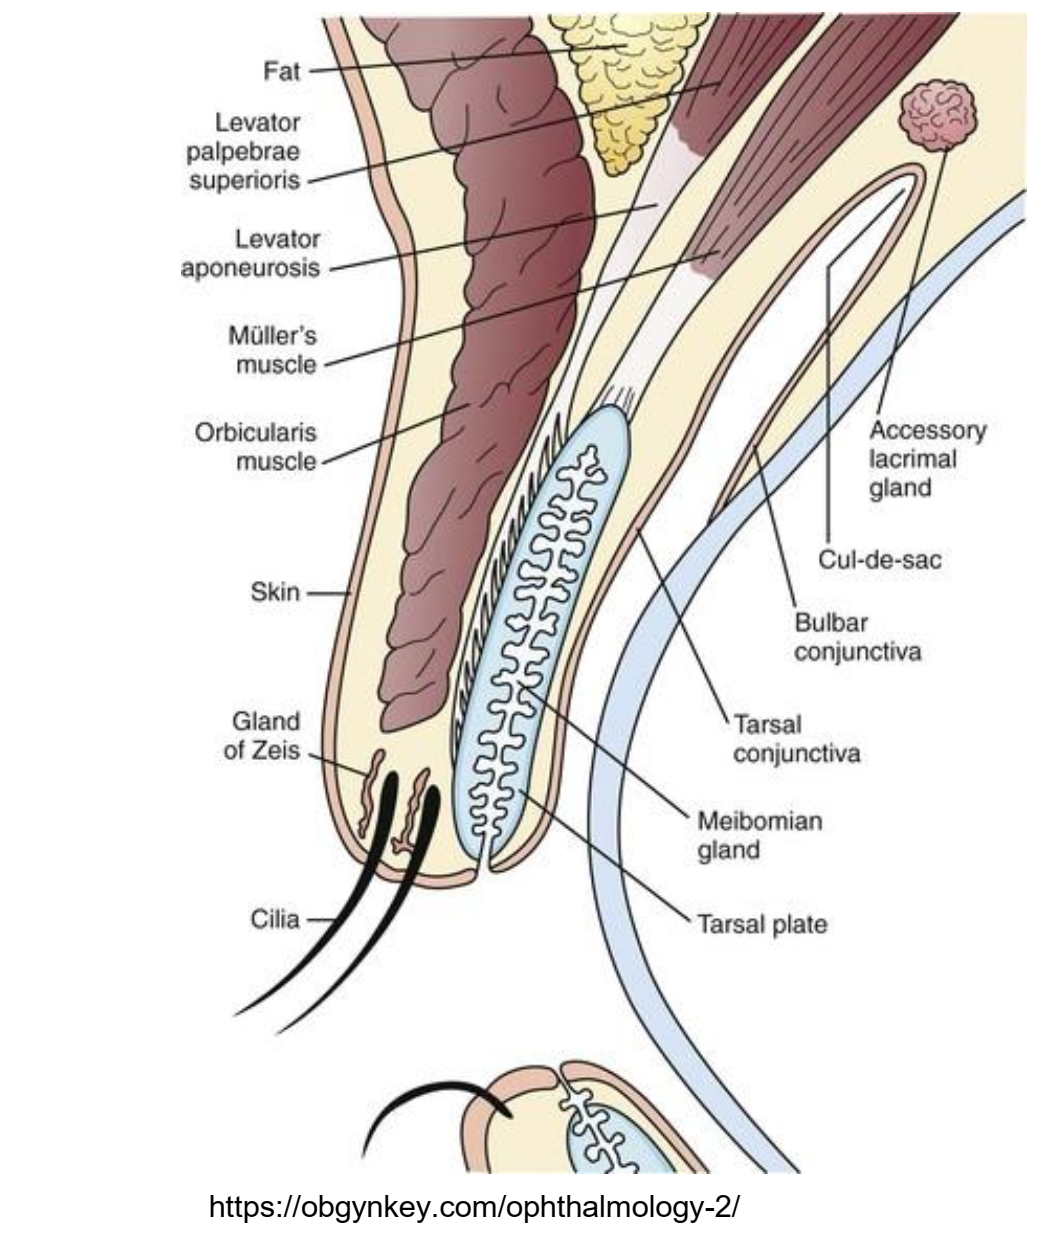 Fat
Levator
palpebrae
superioris
Levator
aponeurosis
Müller's
muscle
Orbicularis
muscle
Skin
Gland
of Zeis
Cilia
Accessory
lacrimal
gland
Cul-de-sac
Bulbar
conjunctiva
Tarsal
conjunctiva
Meibomian
gland
Tarsal plate
https://obgynkey.com/ophthalmology-2/